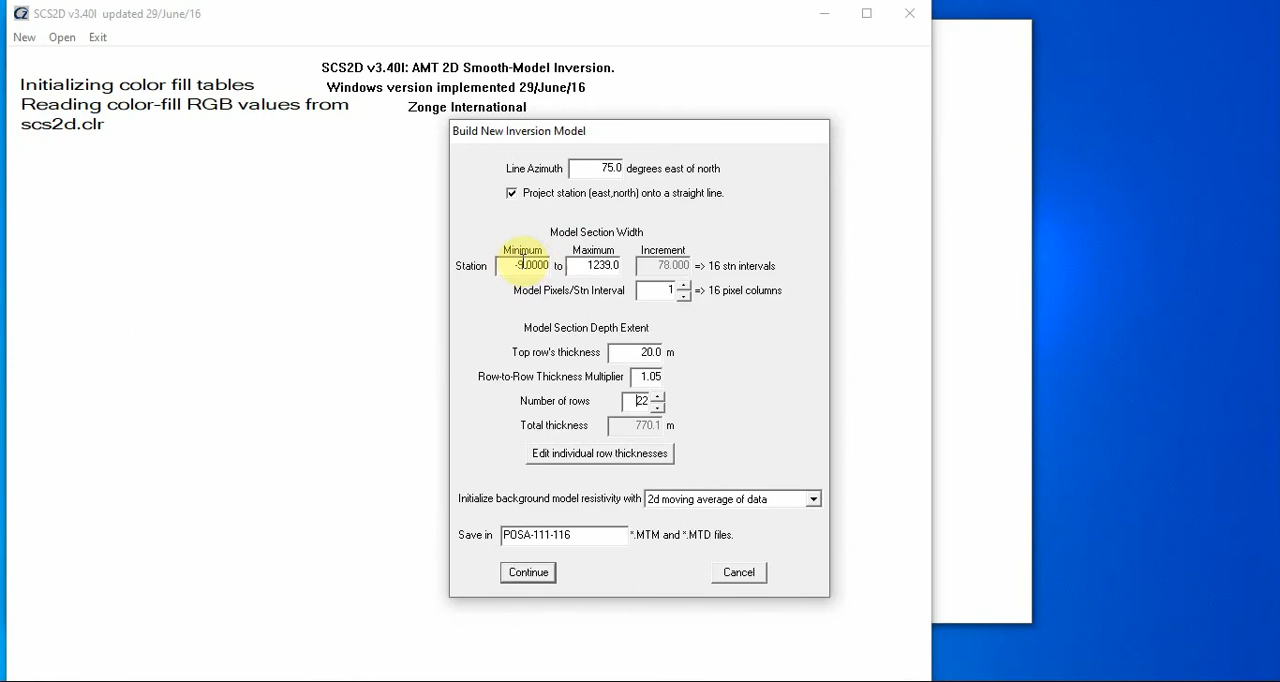 SCS2D v3.40l  updated 29/June/16
New Open Exit
SCS2D v3.40l: AMT 2D Smooth-Model Inversion.
Windows version implemented 29/June/16
Zonge International
Initializing color fill tables
Reading color-fill RGB values from
scs2d.clr
Build New Inversion Model
Line Azimuth 75.0 degrees east of north
Project station (east,north) onto a straight line.
Model Section Width
Minimum Maximum Increment
Station -9.0000 to 1239.0 78.000 => 16 stn intervals
Model Pixels/Stn Interval 1 => 16 pixel columns
Model Section Depth Extent
Top row's thickness 20.0 m
Row-to-Row Thickness Multiplier 1.05
Number of rows 22
Total thickness 770.1 m
Edit individual row thicknesses
Initialize background model resistivity with 2d moving average of data
Save in POSA-111-116 *.MTM and *.MTD files.
Continue Cancel